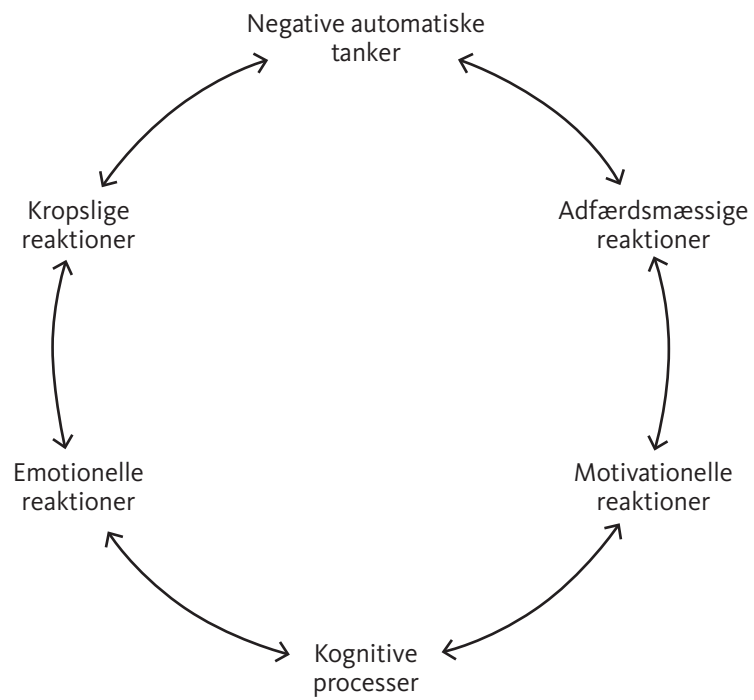 Negative automatiske
tanker
Kropslige
reaktioner
Adfærdsmæssige
reaktioner
Emotionelle
reaktioner
Motivationelle
reaktioner
Kognitive
processer